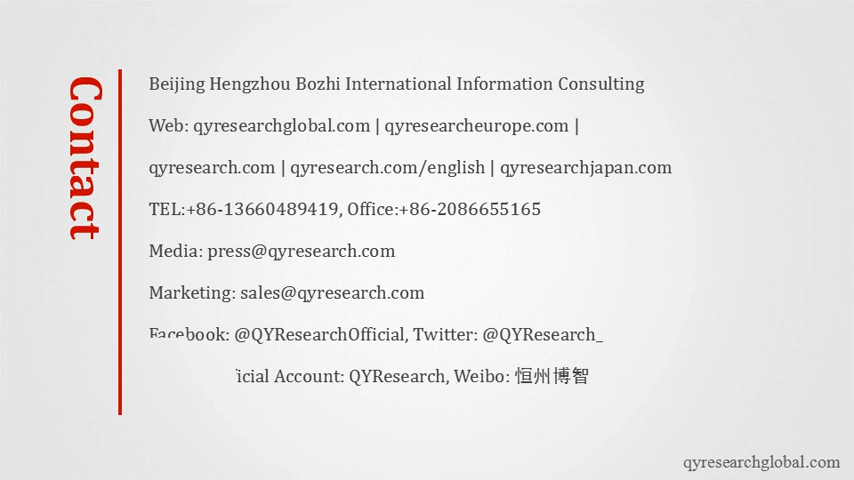 Contact
Beijing Hengzhou Bozhi International Information Consulting
Web: qyresearchglobal.com | qyresearcheurope.com |
qyresearch.com | qyresearch.com/english | qyresearchjapan.com
TEL:+86-13660489419, Office:+86-2086655165
Media: press@qyresearch.com
Marketing: sales@qyresearch.com
Facebook: @QYResearchOfficial, Twitter: @QYResearch_
Account: QYResearch, Weibo: 恒州博智
qyresearchglobal.com